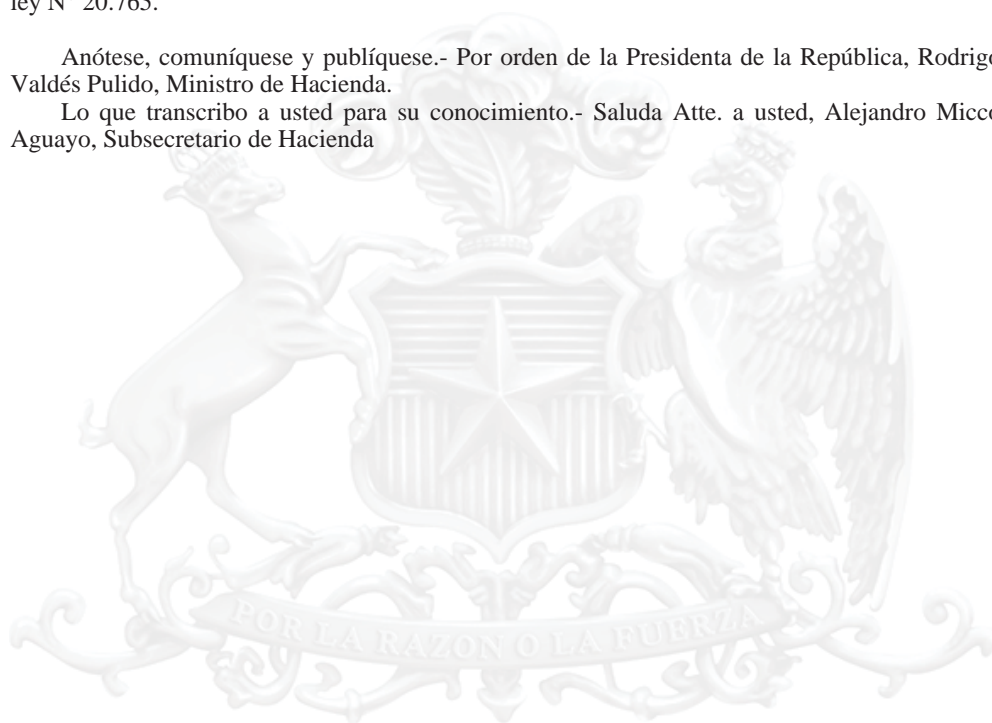 ley N° 20.765.
Anótese, comuníquese y publíquese.- Por orden de la Presidenta de la República, Rodrigo
Valdés Pulido, Ministro de Hacienda.
Lo que transcribo a usted para su conocimiento.- Saluda Atte. a usted, Alejandro Micco
Aguayo, Subsecretario de Hacienda
POR LA RAZON O LA FUERZA